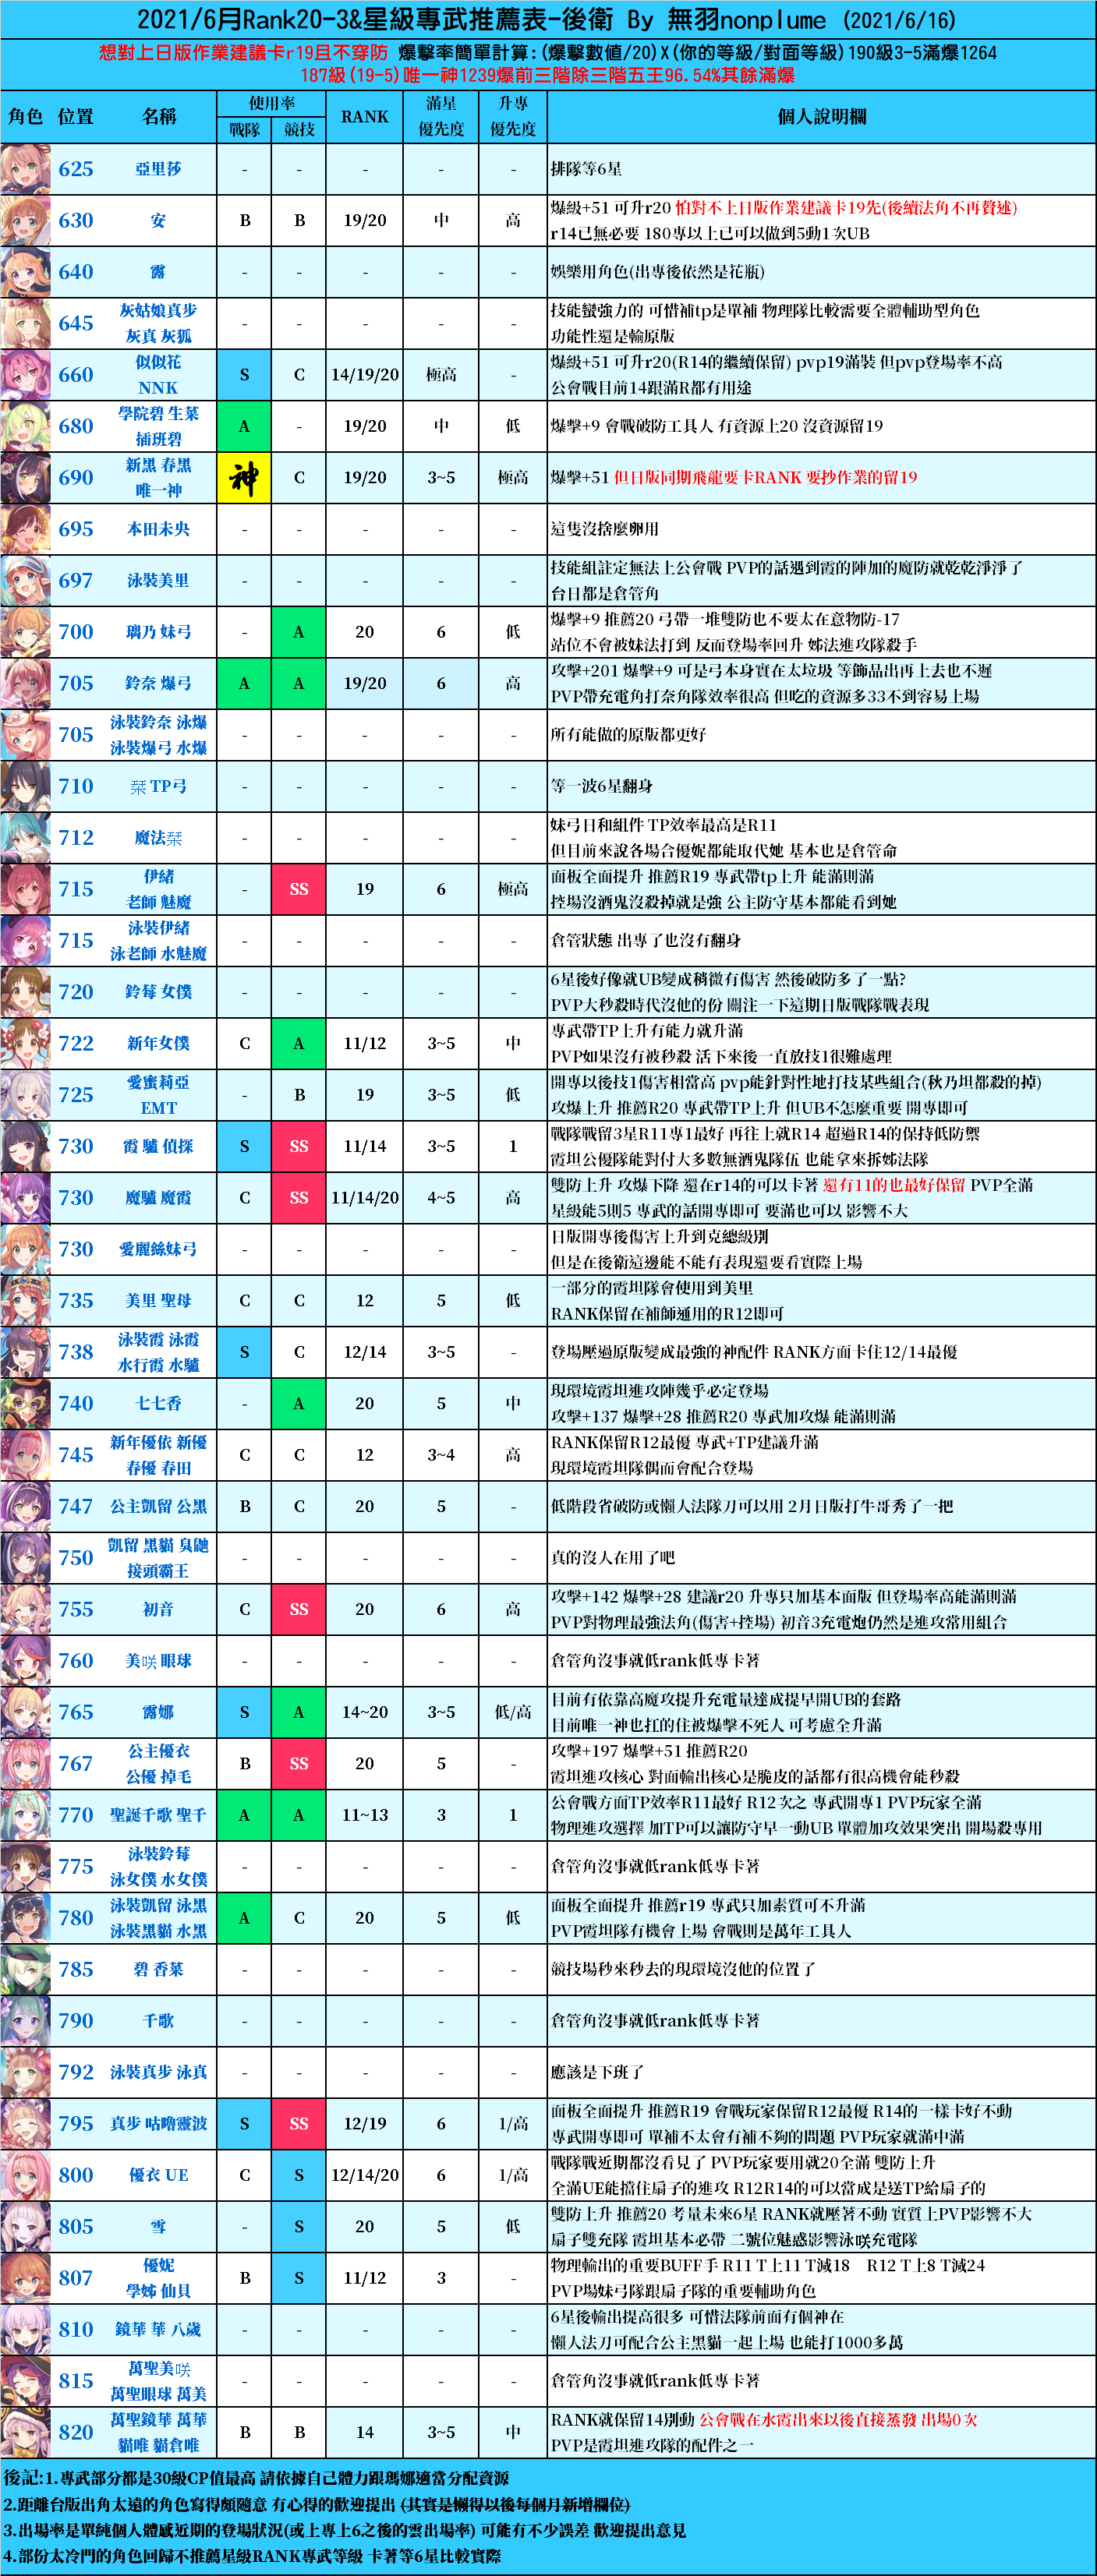 2021/6月Rank20-3&星級專武推薦表-後衛 By 無羽nonplume (2021/6/16)
想對上日版作業建議卡r19且不穿防 爆擊率簡單計算:(爆擊數值/20)X(你的等級/對面等級)190級3-5滿爆1264
187級(19-5)唯一神1239爆前三階除三階五王96.54%其餘滿爆
角色 位置 名稱 使用率 戰隊 競技 RANK 滿星優先度 升專優先度 個人說明欄
625 亞里莎 - - - - - 排隊等6星
630 安 B B 19/20 中 高 爆級+51 可升r20 怕對不上日版作業建議卡19先(後續法角不再贅述)
r14已無必要 180專以上已可以做到5動1次UB
640 露 - - - - - 娛樂用角色(出專後依然是花瓶)
645 灰姑娘真步 灰真 灰狐 - - - - - 技能蠻強力的 可惜補tp是單補 物理隊比較需要全體輔助型角色
功能性還是輸原版
660 似似花 NNK S C 14/19/20 極高 - 爆級+51 可升r20(R14的繼續保留) pvp19滿裝 但pvp登場率不高
公會戰目前14跟滿R都有用途
680 學院碧 生菜 插班碧 A - 19/20 中 低 爆擊+9 會戰破防工具人 有資源上20 沒資源留19
690 新黑 春黑 唯一神 神 C 19/20 3~5 極高 爆擊+51 但日版同期飛龍要卡RANK 要抄作業的留19
695 本田未央 - - - - - 這隻沒捨麼卵用
697 泳裝美里 - - - - - 技能組註定無法上公會戰 PVP的話遇到霞的陣加的魔防就乾乾淨淨了
台日都是倉管角
700 璃乃 妹弓 - A 20 6 低 爆擊+9 推薦20 弓帶一堆雙防也不要太在意物防-17
站位不會被妹法打到 反而登場率回升 姊法進攻隊殺手
705 鈴奈 爆弓 A A 19/20 6 高 攻擊+201 爆擊+9 可是弓本身實在太垃圾 等飾品出再上去也不遲
PVP帶充電角打奈角隊效率很高 但吃的資源多33不到容易上場
705 泳裝鈴奈 泳爆 泳裝爆弓 水爆 - - - - - 所有能做的原版都更好
710 栞 TP弓 - - - - - 等一波6星翻身
712 魔法栞 - - - - - 妹弓日和組件 TP效率最高是R11
但目前來說各場合優妮都能取代她 基本也是倉管命
715 伊緒 老師 魅魔 - SS 19 6 極高 面板全面提升 推薦R19 專武帶tp上升 能滿則滿
控場沒酒鬼沒殺掉就是強 公主防守基本都能看到她
715 泳裝伊緒 泳老師 水魅魔 - - - - - 倉管狀態 出專了也沒有翻身
720 鈴莓 女僕 - - - - - 6星後好像就UB變成稍微有傷害 然後破防多了一點?
PVP大秒殺時代沒他的份 關注一下這期日版戰隊戰表現
722 新年女僕 C A 11/12 3~5 中 專武帶TP上升有能力就升滿
PVP如果沒有被秒殺 活下來後一直放技1很難處理
725 愛蜜莉亞 EMT - B 19 3~5 低 開專以後技1傷害相當高 pvp能針對性地打技某些組合(秋乃坦都殺的掉)
攻爆上升 推薦R20 專武帶TP上升 但UB不怎麼重要 開專即可
730 霞 驢 偵探 S SS 11/14 3~5 1 戰隊戰留3星R11專1最好 再往上就R14 超過R14的保持低防禦
霞坦公優隊能對付大多數無酒鬼隊伍 也能拿來拆姊法隊
730 魔驢 魔霞 C SS 11/14/20 4~5 高 雙防上升 攻爆下降 還在r14的可以卡著 還有11的也最好保留 PVP全滿
星級能5則5 專武的話開專即可 要滿也可以 影響不大
730 愛麗絲妹弓 - - - - - 日版開專後傷害上升到克總級別
但是在後衛這邊能不能有表現還要看實際上場
735 美里 聖母 C C 12 5 低 一部分的霞坦隊會使用到美里
RANK保留在補師通用的R12即可
738 泳裝霞 泳霞 水行霞 水驢 S C 12/14 3~5 - 登場壓過原版變成最強的神配件 RANK方面卡住12/14最優
740 七七香 - A 20 5 中 現環境霞坦進攻陣幾乎必定登場
攻擊+137 爆擊+28 推薦R20 專武加攻爆 能滿則滿
745 新年優依 新優 春優 春田 C C 12 3~4 高 RANK保留R12最優 專武+TP建議升滿
現環境霞坦隊偶而會配合登場
747 公主凱留 公黑 B C 20 5 - 低階段省破防或懶人法隊刀可以用 2月日版打牛哥秀了一把
750 凱留 黑貓 臭鼬 接頭霸王 - - - - - 真的沒人在用了吧
755 初音 C SS 20 6 高 攻擊+142 爆擊+28 建議r20 升專只加基本面版 但登場率高能滿則滿
PVP對物理最強法角(傷害+控場) 初音3充電炮仍然是進攻常用組合
760 美咲 眼球 - - - - - 倉管角沒事就低rank低專卡著
765 露娜 S A 14~20 3~5 低/高 目前有依靠高魔攻提升充電量達成提早開UB的套路
目前唯一神也扛的住被爆擊不死人 可考慮全升滿
767 公主優衣 公優 掉毛 B SS 20 5 - 攻擊+197 爆擊+51 推薦R20
霞坦進攻核心 對面輸出核心是脆皮的話都有很高機會能秒殺
770 聖誕千歌 聖千 A A 11~13 3 1 公會戰方面TP效率R11最好 R12次之 專武開專1 PVP玩家全滿
物理進攻選擇 加TP可以讓防守早一動UB 單體加攻效果突出 開場殺專用
775 泳裝鈴莓 泳女僕 水女僕 - - - - - 倉管角沒事就低rank低專卡著
780 泳裝凱留 泳黑 泳裝黑貓 水黑 A C 20 5 低 面板全面提升 推薦r19 專武只加素質可不升滿
PVP霞坦隊有機會上場 會戰則是萬年工具人
785 碧 香菜 - - - - - 競技場秒來秒去的現環境沒他的位置了
790 千歌 - - - - - 倉管角沒事就低rank低專卡著
792 泳裝真步 泳真 - - - - - 應該是下班了
795 真步 咕嚕靈波 S SS 12/19 6 1/高 面板全面提升 推薦R19 會戰玩家保留R12最優 R14的一樣卡好不動
專武開專即可 單補不太會有補不夠的問題 PVP玩家就滿中滿
800 優衣 UE C S 12/14/20 6 1/高 戰隊戰近期都沒看見了 PVP玩家要用就20全滿 雙防上升
全滿UE能擋住扇子的進攻 R12R14的可以當成是送TP給扇子的
805 雪 - S 20 5 低 雙防上升 推薦20 考量未來6星 RANK就壓著不動 實質上PVP影響不大
扇子雙充隊 霞坦基本必帶 二號位魅惑影響泳咲充電隊
807 優妮 學姊 仙貝 B S 11/12 3 - 物理輸出的重要BUFF手 R11 T上11 T減18 R12 T上8 T減24
PVP場妹弓隊跟扇子隊的重要輔助角色
810 鏡華 華 八歲 - - - - - 6星後輸出提高很多 可惜法隊前面有個神在
懶人法刀可配合公主黑貓一起上場 也能打1000多萬
815 萬聖美咲 萬聖眼球 萬美 - - - - - 倉管角沒事就低rank低專卡著
820 萬聖鏡華 萬華 貓唯 貓倉唯 B B 14 3~5 中 RANK就保留14別動 公會戰在水霞出來以後直接蒸發 出場0次
PVP是霞坦進攻隊的配件之一
後記:1.專武部分都是30級CP值最高 請依據自己體力跟瑪娜適當分配資源
2.距離台版出角太遠的角色寫得頗隨意 有心得的歡迎提出 (其實是懶得以後每個月新增欄位)
3.出場率是單純個人體感近期的登場狀況(或上專上6之後的雲出場率) 可能有不少誤差 歡迎提出意見
4.部份太冷門的角色回歸不推薦星級RANK專武等級 卡著等6星比較實際